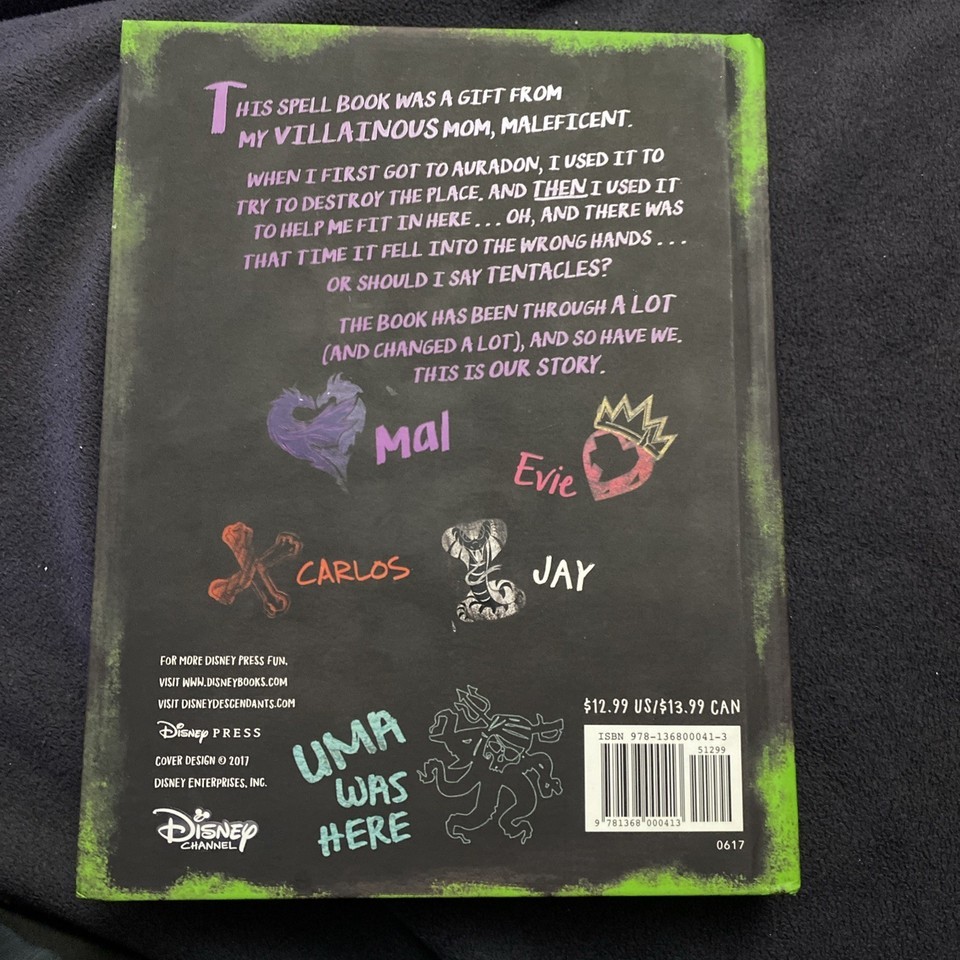 THIS SPELL BOOK WAS A GIFT FROM
MY VILLAINOUS MOM, MALEFICENT.
WHEN I FIRST GOT TO AURADON, I USED IT TO
TRY TO DESTROY THE PLACE. AND THEN I USED IT
TO HELP ME FIT IN HERE . . . OH, AND THERE WAS
THAT TIME IT FELL INTO THE WRONG HANDS . . .
OR SHOULD I SAY TENTACLES?
THE BOOK HAS BEEN THROUGH A LOT
(AND CHANGED A LOT), AND SO HAVE WE.
THIS IS OUR STORY.
Mal
Evie
CARLOS
JAY
FOR MORE DISNEY PRESS FUN,
VISIT WWW.DISNEYBOOKS.COM
VISIT DISNEYDESCENDANTS.COM
Disney PRESS
COVER DESIGN © 2017
DISNEY ENTERPRISES, INC.
DISNEY
CHANNEL
UMA
WAS
HERE
$12.99 US/$13.99 CAN
ISBN 978-136800041-3
51299
9 781368 000413
0617